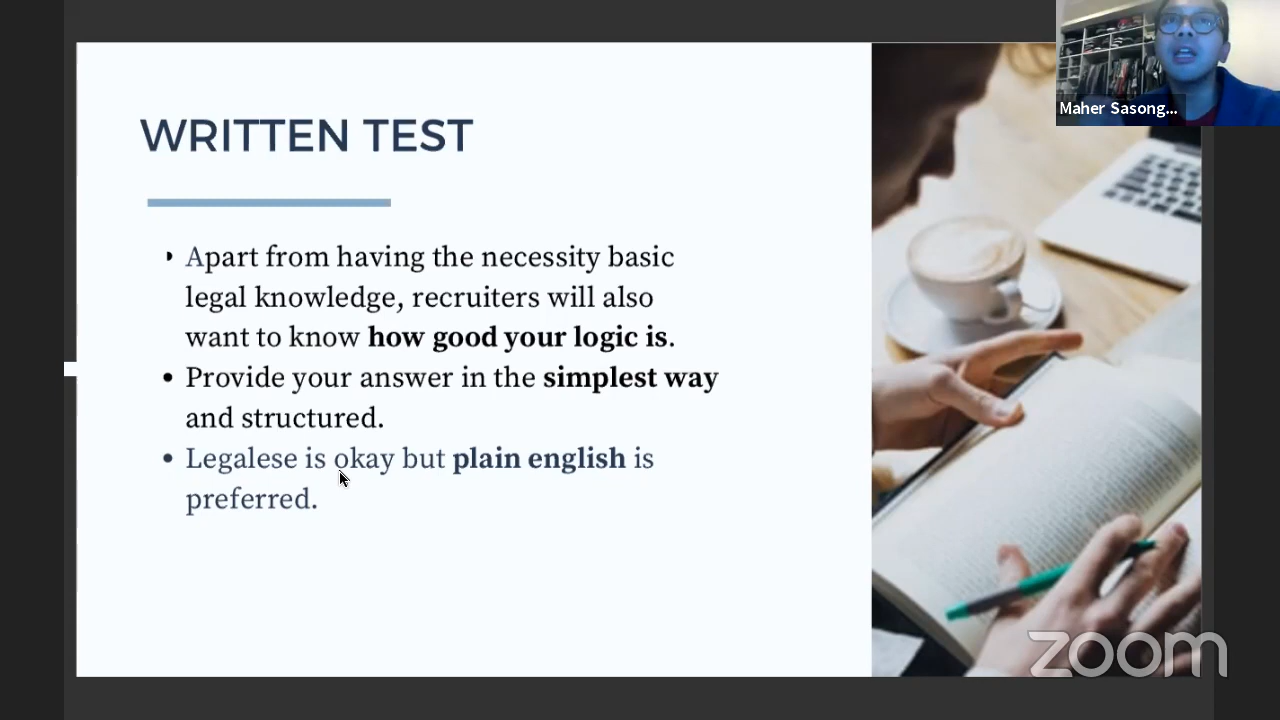 Maher Sasong...
WRITTEN TEST
Apart from having the necessity basic
legal knowledge, recruiters will also
want to know how good your logic is.
• Provide your answer in the simplest way
and structured.
• Legalese is okay but plain english is
preferred.
zoom